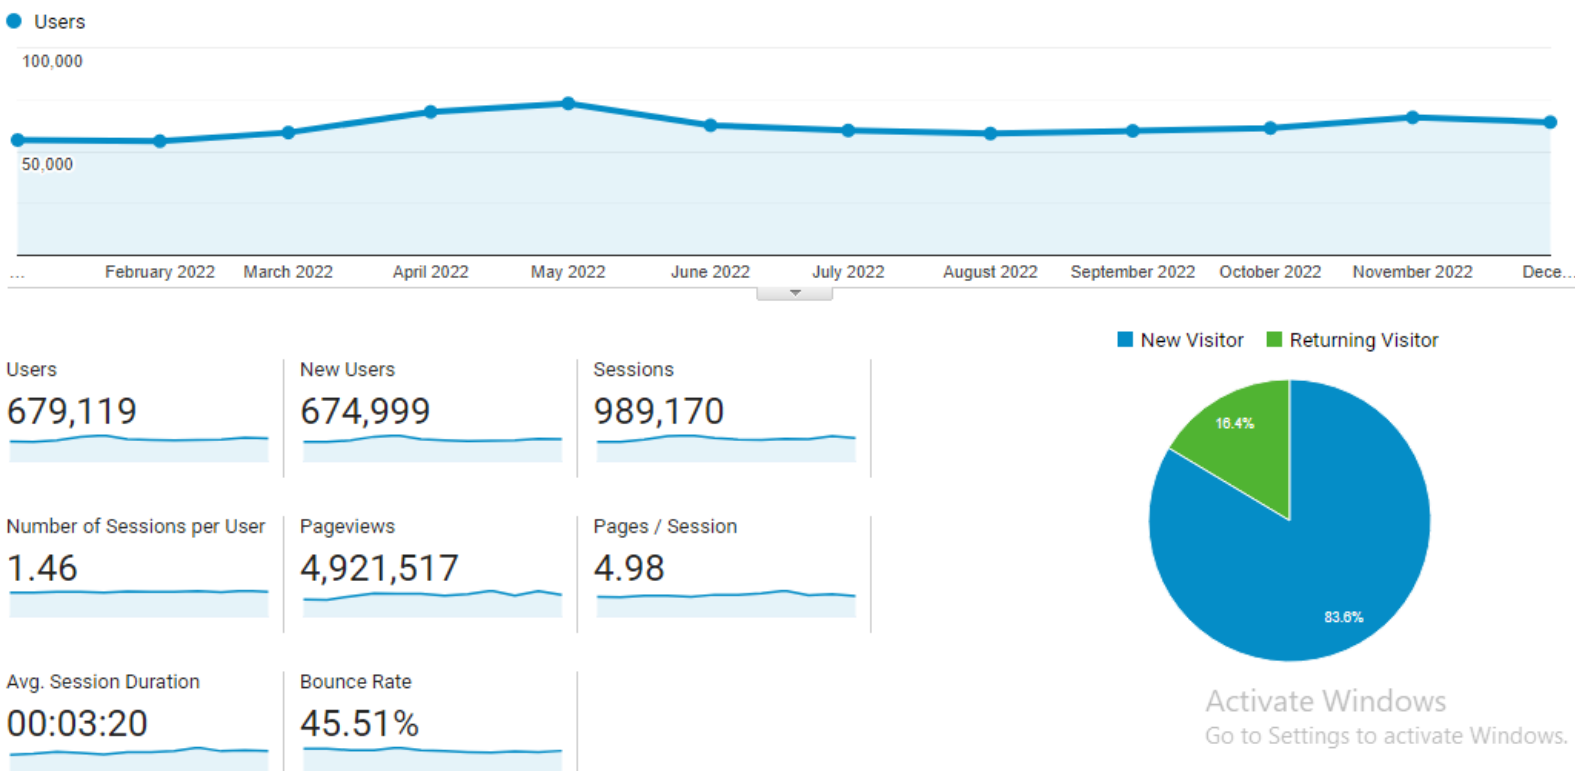 Users
100,000
50,000
... February 2022 March 2022 April 2022 May 2022 June 2022 July 2022 August 2022 September 2022 October 2022 November 2022 Dece...
New Visitor Returning Visitor
Users New Users Sessions
679,119 674,999 989,170
16.4%
Number of Sessions per User Pageviews Pages / Session
1.46 4,921,517 4.98
83.6%
Avg. Session Duration Bounce Rate
00:03:20 45.51%
Activate Windows
Go to Settings to activate Windows.